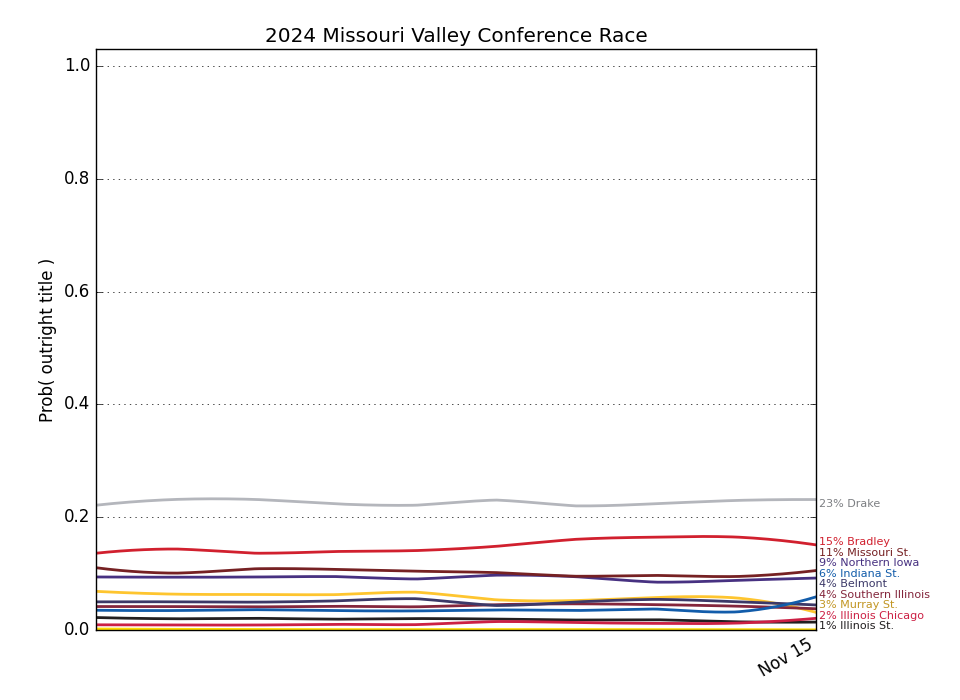 2024 Missouri Valley Conference Race
1.0
0.8
0.6
0.4
0.2
0.0
Prob( outright title )
23% Drake
15% Bradley
11% Missouri St.
9% Northern Iowa
6% Indiana St.
4% Belmont
4% Southern Illinois
3% Murray St.
2% Illinois Chicago
1% Illinois St.
Nov 15